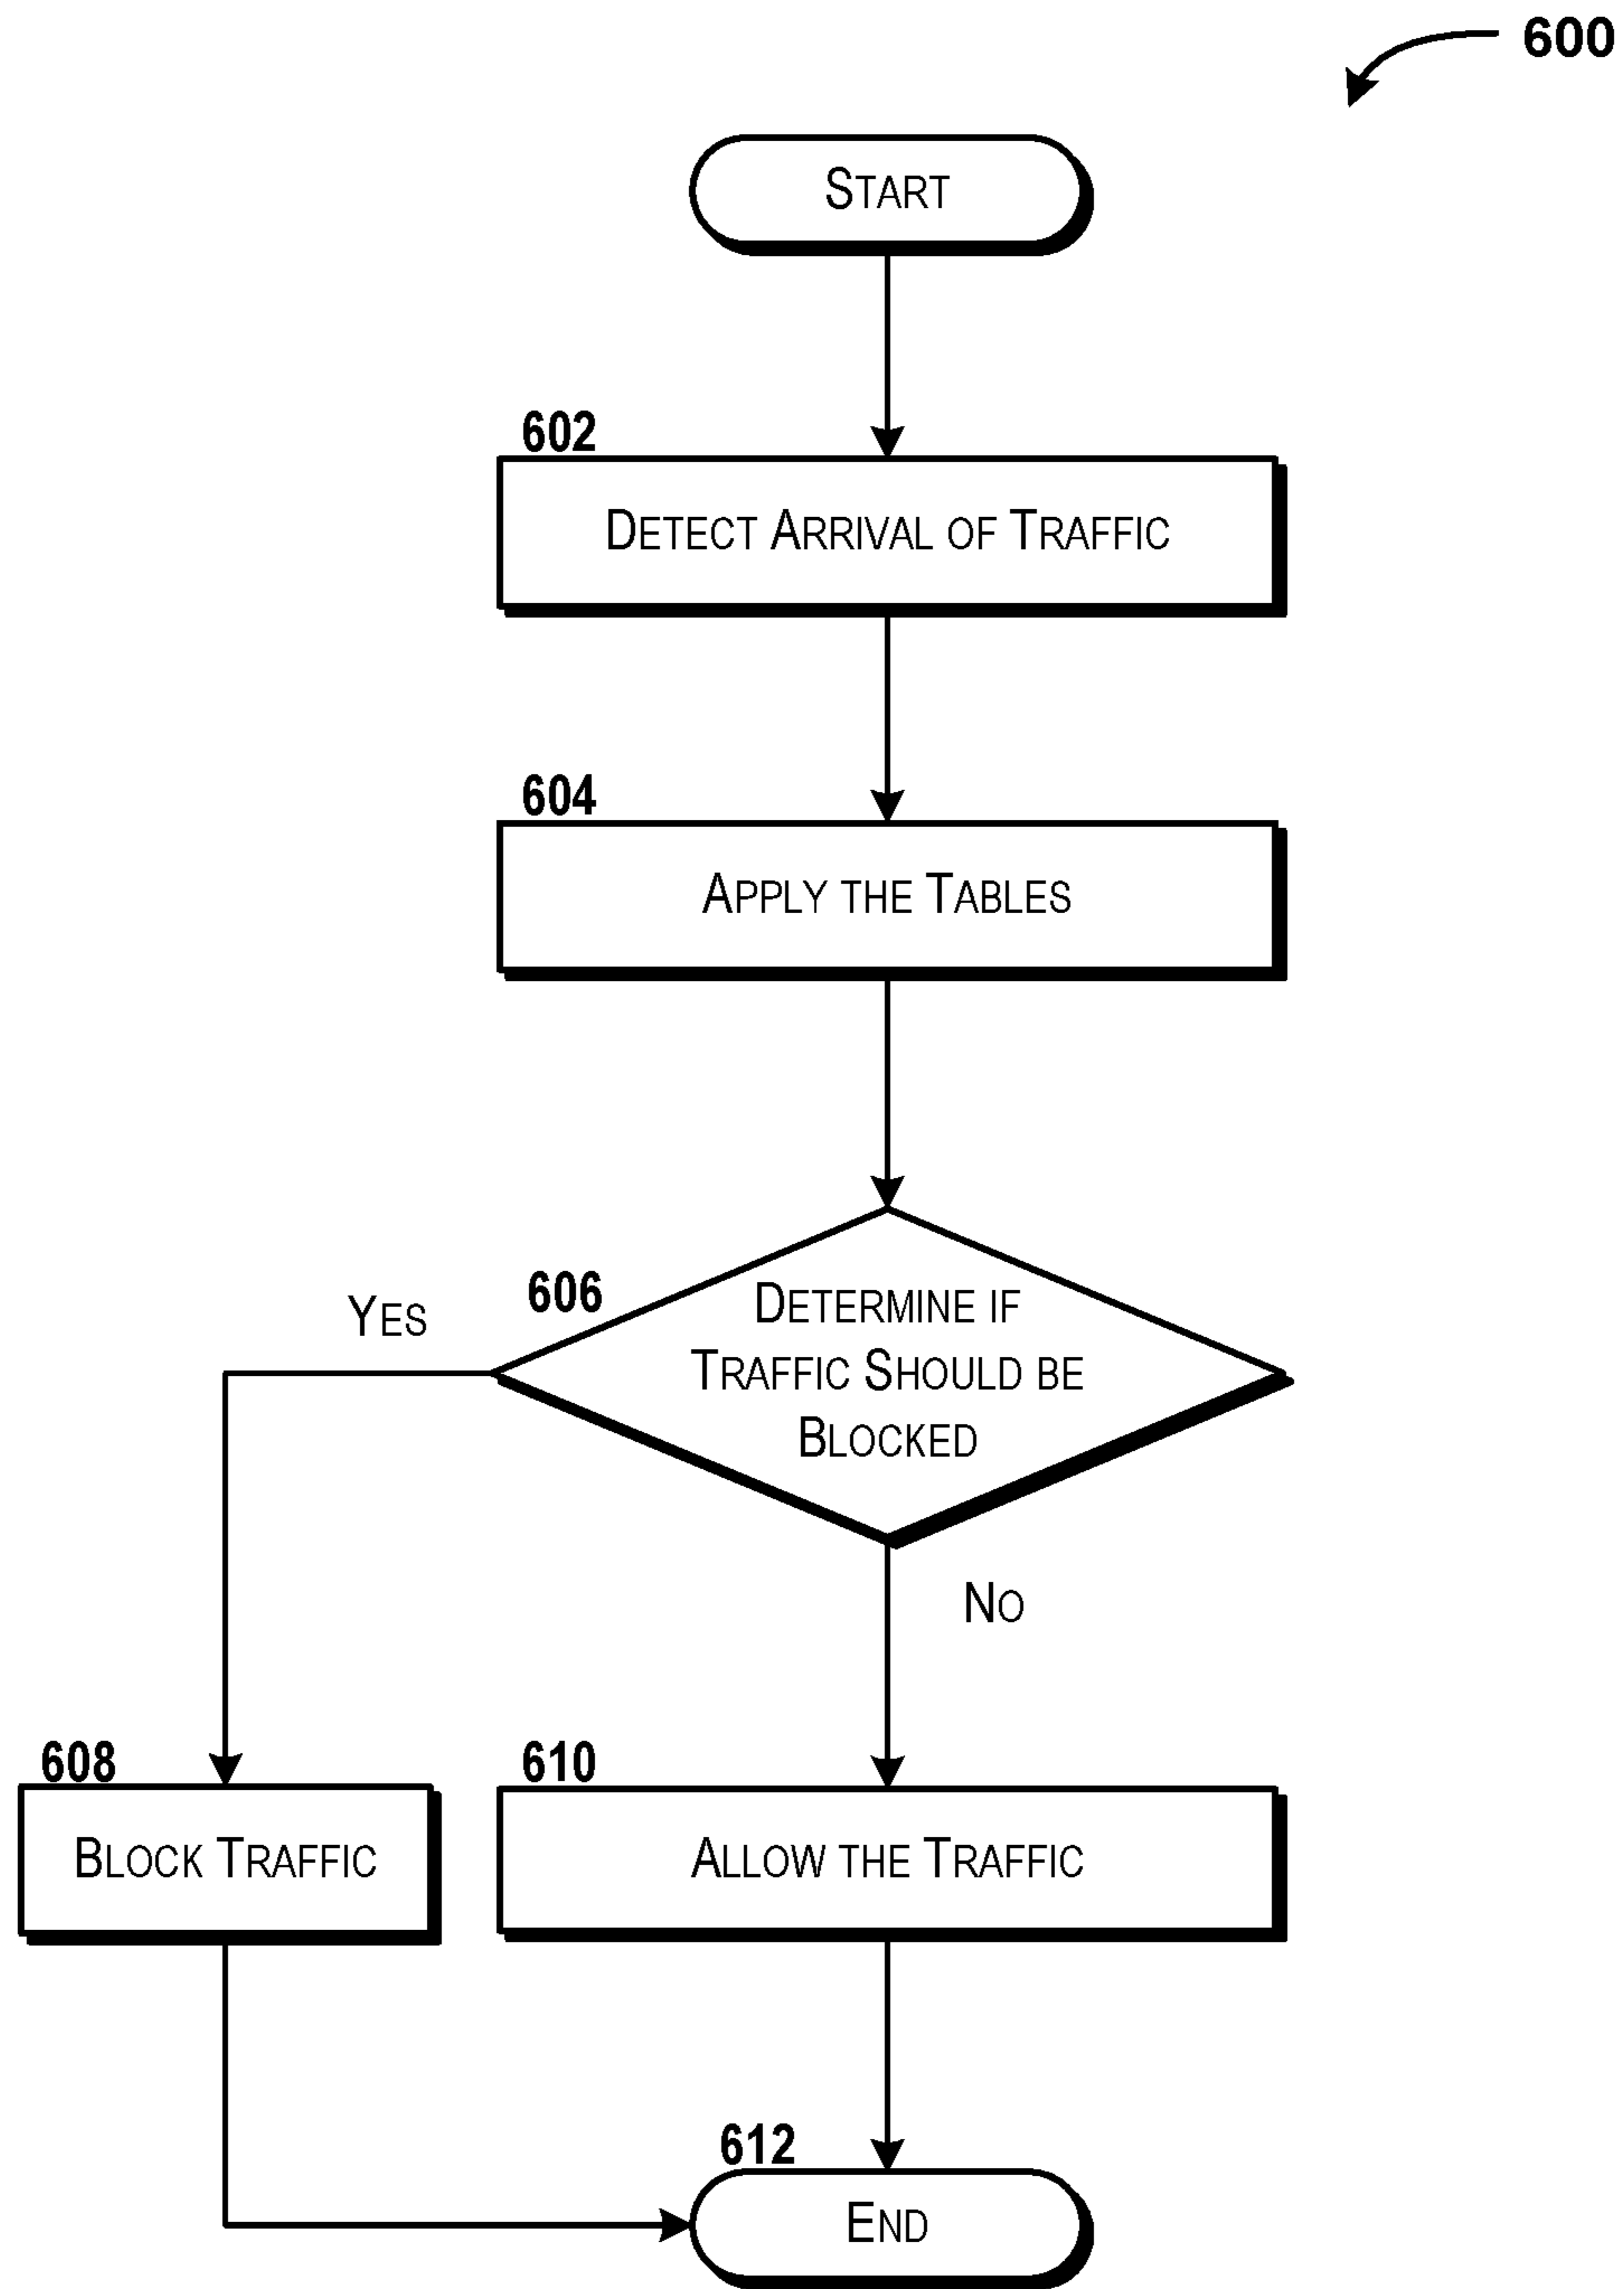 600
START
602
DETECT ARRIVAL OF TRAFFIC
604
APPLY THE TABLES
606
DETERMINE IF
TRAFFIC SHOULD BE
BLOCKED
YES
NO
608
BLOCK TRAFFIC
610
ALLOW THE TRAFFIC
612
END